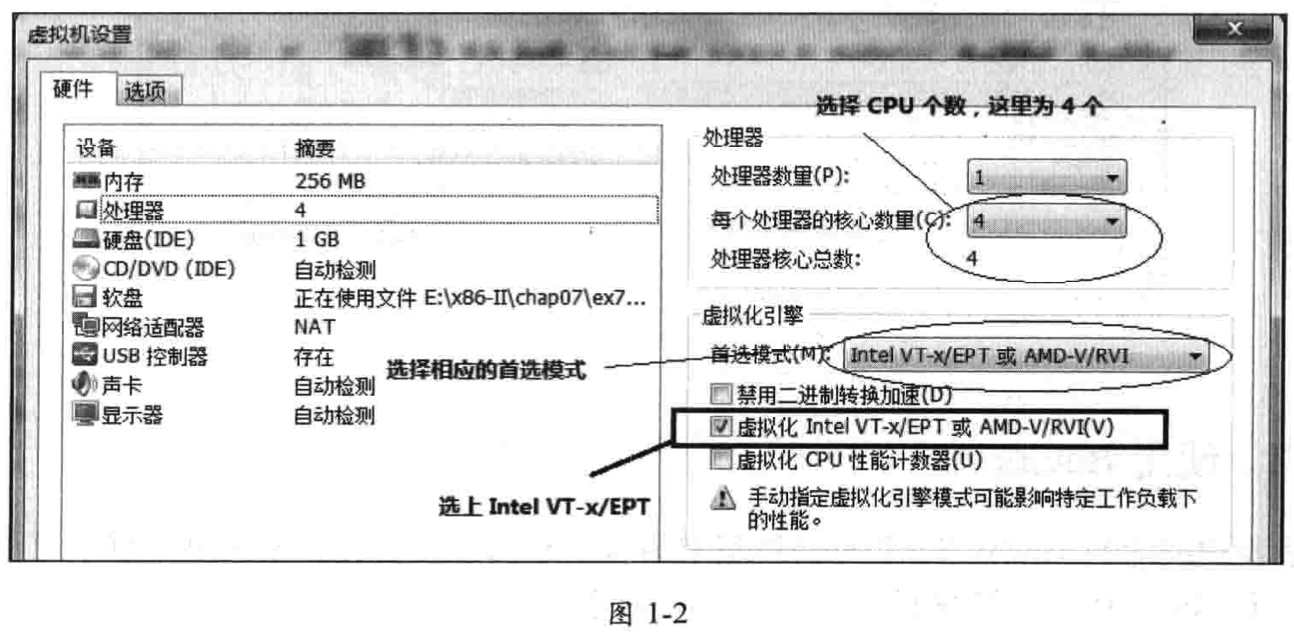 虚拟机设置
硬件 选项
选择 CPU 个数，这里为 4 个
设备 摘要
内存 256 MB
处理器 4
硬盘(IDE) 1 GB
CD/DVD (IDE) 自动检测
软盘 正在使用文件 E:\x86-II\chap07\ex7...
网络适配器 NAT
USB 控制器 存在
声卡 自动检测
显示器 自动检测
处理器
处理器数量(P): 1
每个处理器的核心数量(C): 4
处理器核心总数: 4
虚拟化引擎
首选模式(M): Intel VT-x/EPT 或 AMD-V/RVI
选择相应的首选模式
禁用二进制转换加速(D)
虚拟化 Intel VT-x/EPT 或 AMD-V/RVI(V)
虚拟化 CPU 性能计数器(U)
选上 Intel VT-x/EPT
手动指定虚拟化引擎模式可能影响特定工作负载下
的性能。
图 1-2